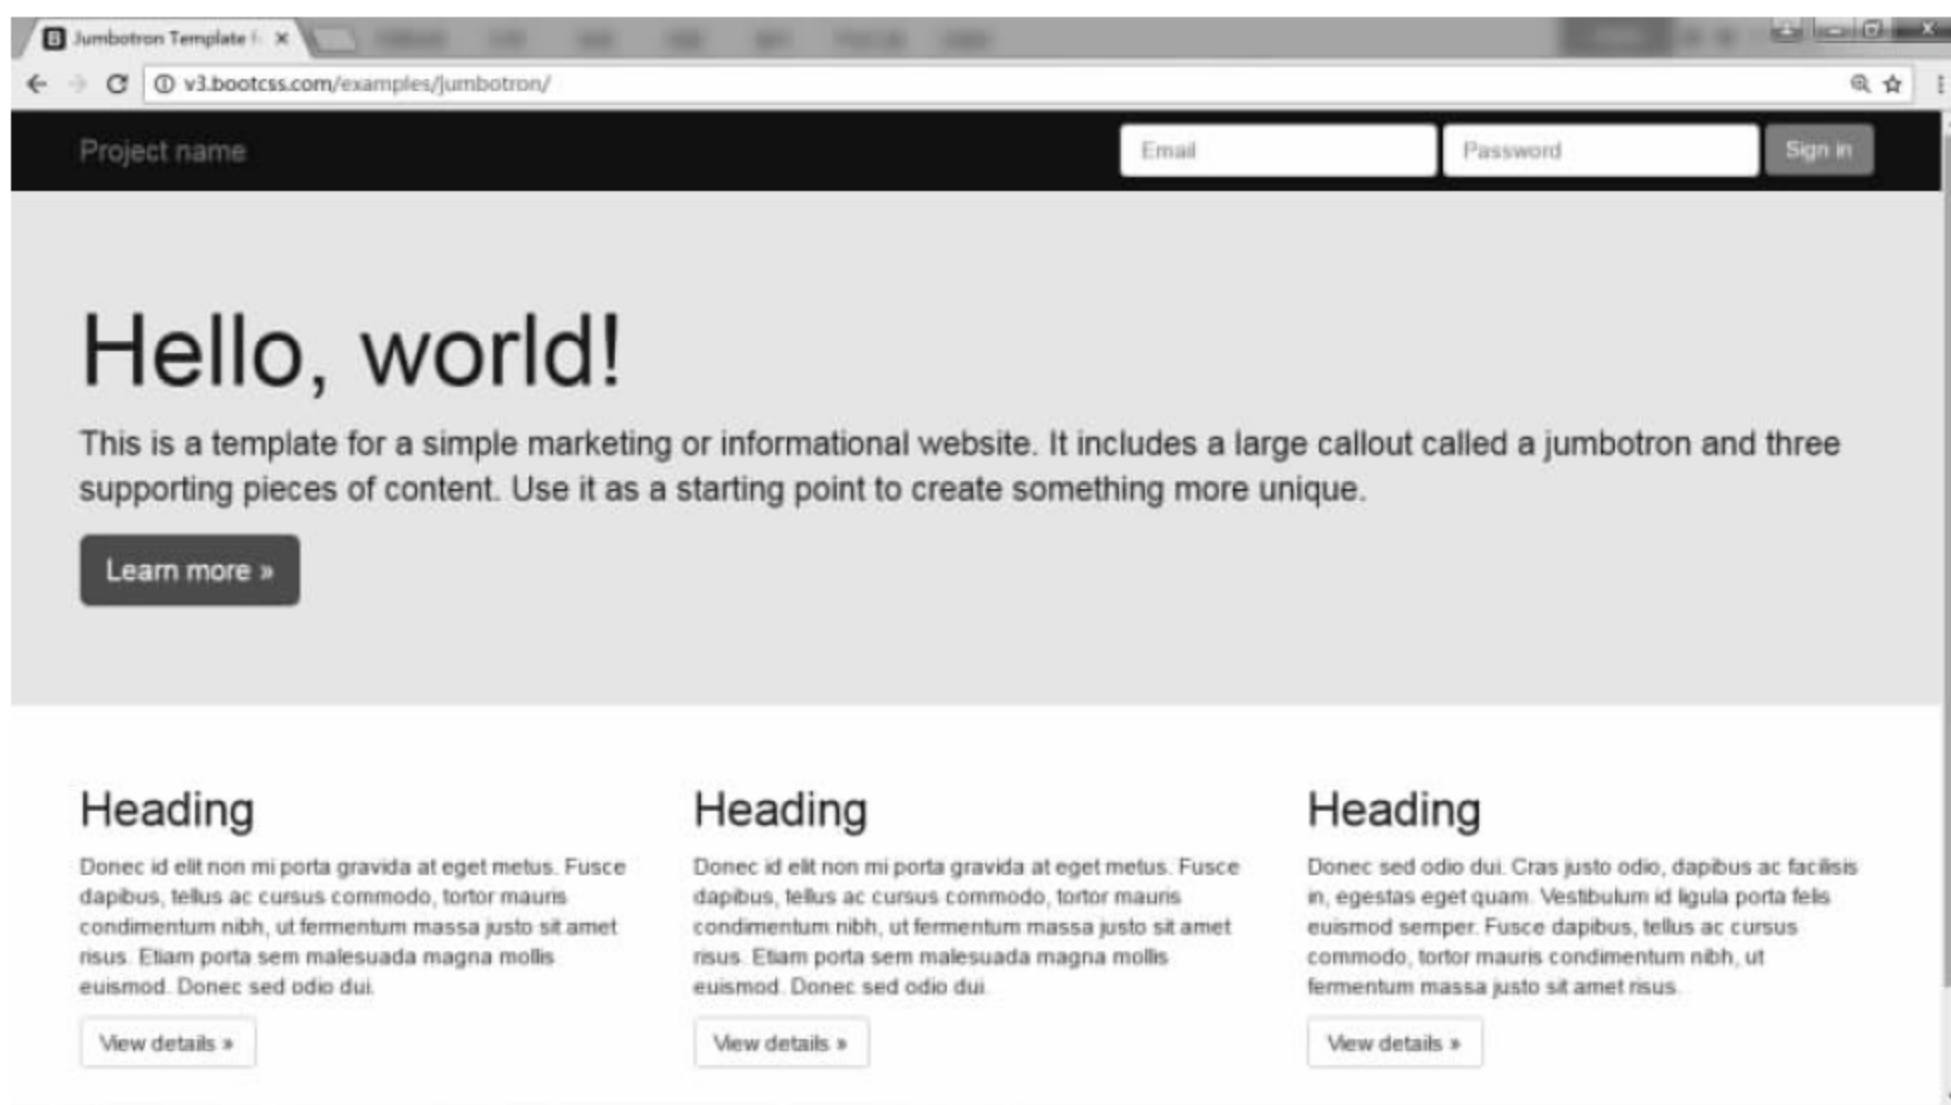 Jumbotron Template f
v3.bootcss.com/examples/jumbotron/
Project name
Email
Password
Sign in
Hello, world!
This is a template for a simple marketing or informational website. It includes a large callout called a jumbotron and three
supporting pieces of content. Use it as a starting point to create something more unique.
Learn more »
Heading
Donec id elit non mi porta gravida at eget metus. Fusce
dapibus, tellus ac cursus commodo, tortor mauris
condimentum nibh, ut fermentum massa justo sit amet
risus. Etiam porta sem malesuada magna mollis
euismod. Donec sed odio dui.
View details »
Heading
Donec id elit non mi porta gravida at eget metus. Fusce
dapibus, tellus ac cursus commodo, tortor mauris
condimentum nibh, ut fermentum massa justo sit amet
risus. Etiam porta sem malesuada magna mollis
euismod. Donec sed odio dui.
View details »
Heading
Donec sed odio dui. Cras justo odio, dapibus ac facilisis
in, egestas eget quam. Vestibulum id ligula porta felis
euismod semper. Fusce dapibus, tellus ac cursus
commodo, tortor mauris condimentum nibh, ut
fermentum massa justo sit amet risus.
View details »